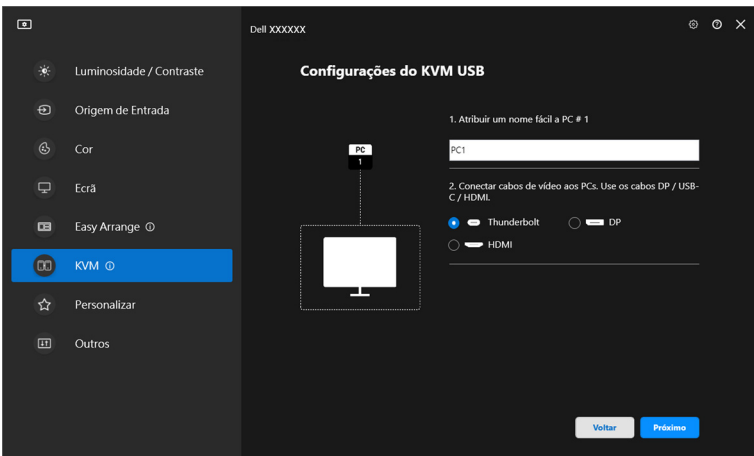 Dell XXXXXX
Luminosidade / Contraste
Origem de Entrada
Cor
Ecrã
Easy Arrange
KVM
Personalizar
Outros
Configurações do KVM USB
PC
1
1. Atribuir um nome fácil a PC # 1
PC1
2. Conectar cabos de vídeo aos PCs. Use os cabos DP / USB-
C / HDMI.
Thunderbolt
DP
HDMI
Voltar
Próximo